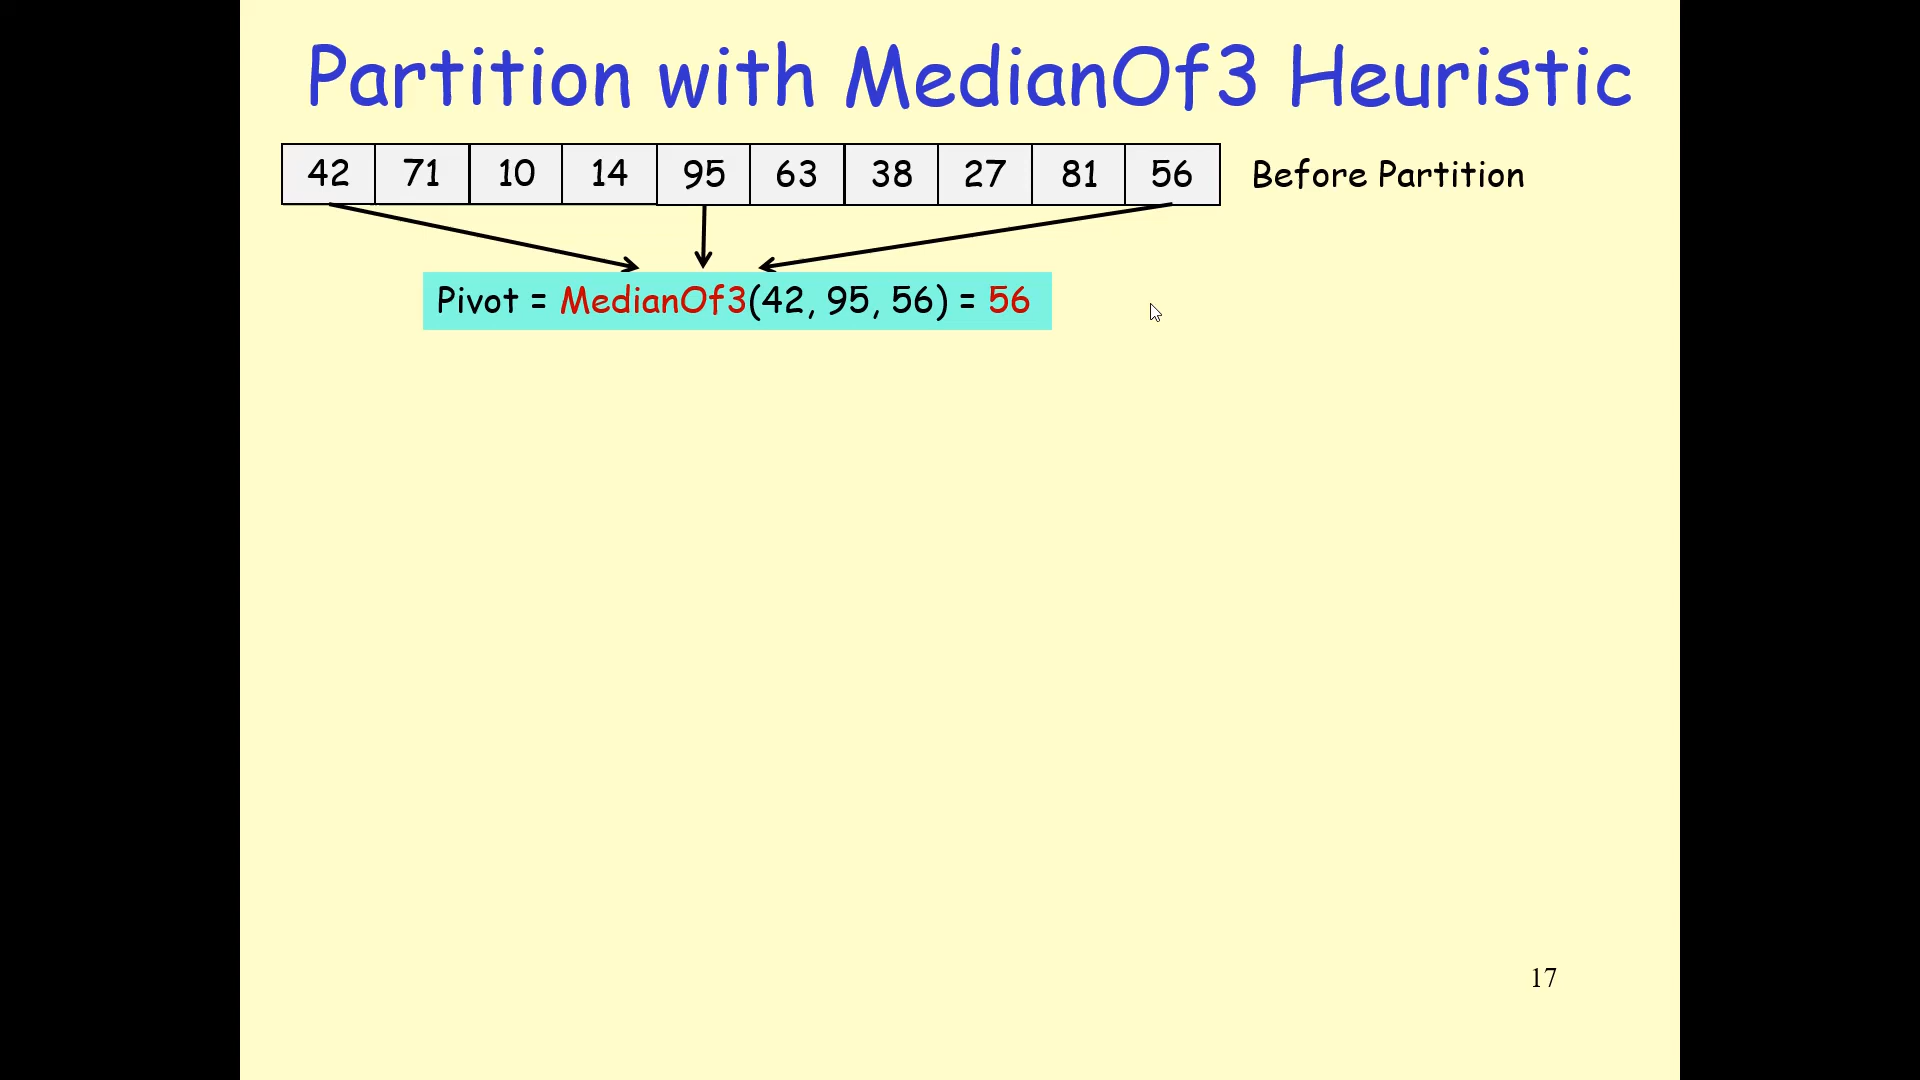 Partition with MedianOf3 Heuristic
42 71 10 14 95 63 38 27 81 56 Before Partition
Pivot = MedianOf3(42, 95, 56) = 56
17